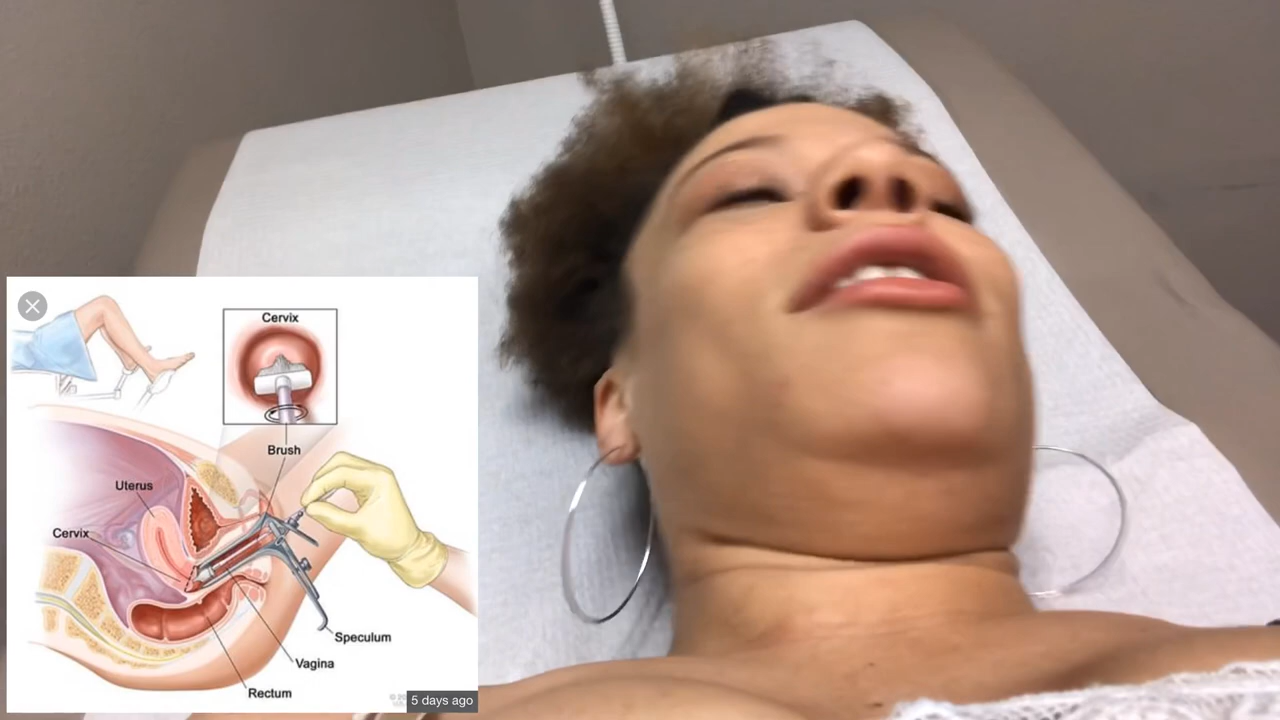 Cervix
Brush
Uterus
Cervix
Speculum
Vagina
Rectum
5 days ago